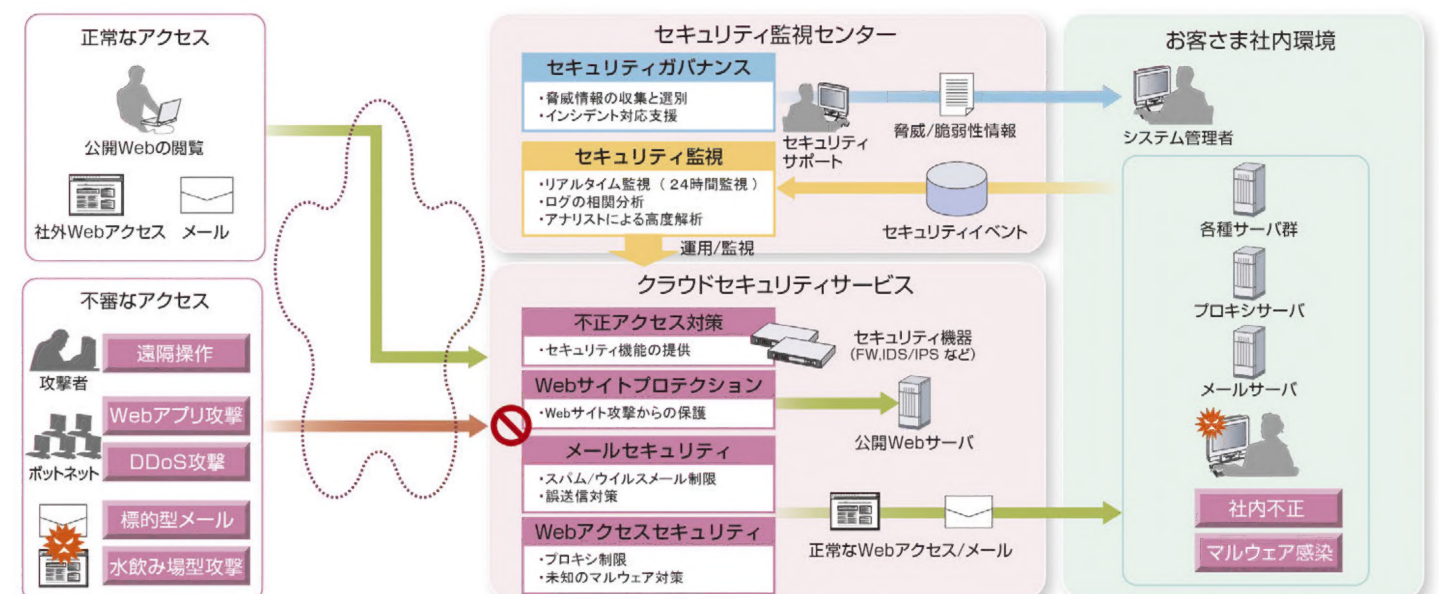 正常なアクセス
公開Webの閲覧
社外Webアクセス
メール
不審なアクセス
遠隔操作
攻撃者
Webアプリ攻撃
DDoS攻撃
ボットネット
標的型メール
水飲み場型攻撃
セキュリティ監視センター
セキュリティガバナンス
・脅威情報の収集と選別
・インシデント対応支援
セキュリティ
サポート
脅威/脆弱性情報
セキュリティ監視
・リアルタイム監視（24時間監視）
・ログの相関分析
・アナリストによる高度解析
セキュリティイベント
運用/監視
クラウドセキュリティサービス
不正アクセス対策
・セキュリティ機能の提供
セキュリティ機器
(FW,IDS/IPS など)
Webサイトプロテクション
・Webサイト攻撃からの保護
公開Webサーバ
メールセキュリティ
・スパム/ウイルスメール制限
・誤送信対策
Webアクセスセキュリティ
・プロキシ制限
・未知のマルウェア対策
正常なWebアクセス/メール
お客さま社内環境
システム管理者
各種サーバ群
プロキシサーバ
メールサーバ
社内不正
マルウェア感染